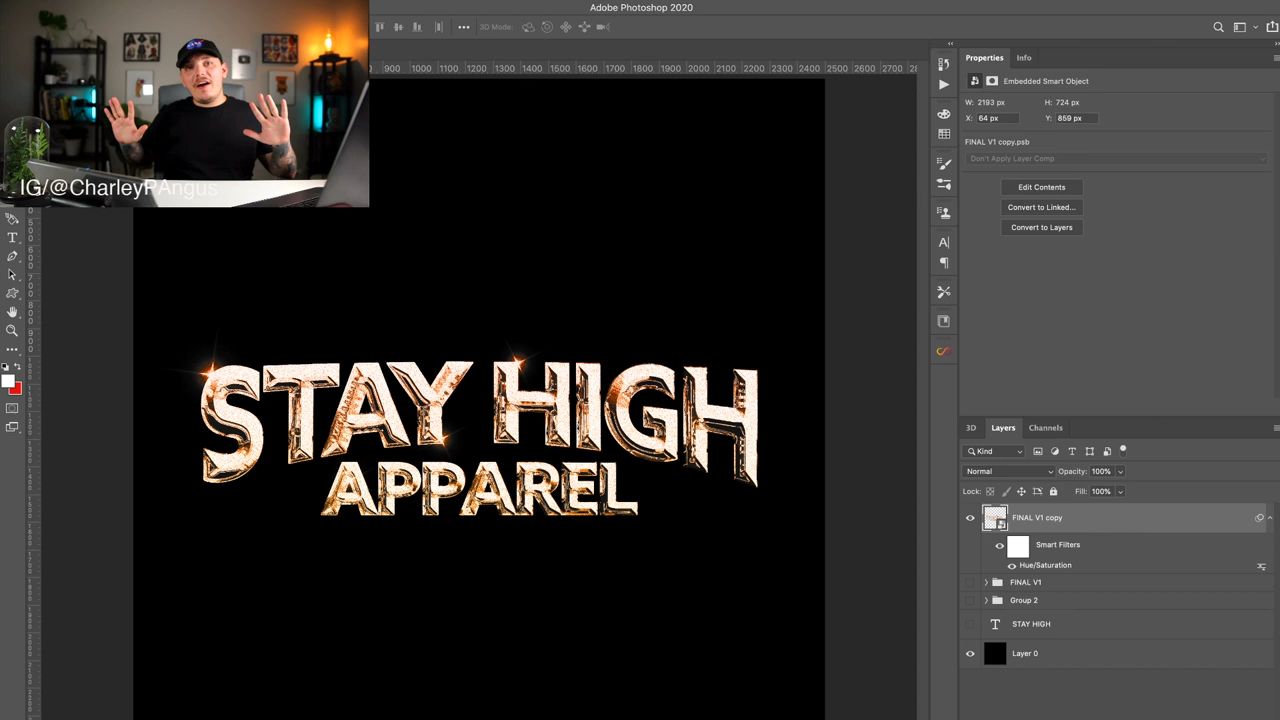 Adobe Photoshop 2020
3D Mode:
900 1000 1100 1200 1300 1400 1500 1600 1700 1800 1900 2000 2100 2200 2300 2400 2500 2600 2700 28
Properties Info
Embedded Smart Object
W: 2193 px H: 724 px
X: 64 px Y: 859 px
FINAL V1 copy.psb
Don't Apply Layer Comp
Edit Contents
Convert to Linked...
Convert to Layers
IG/@CharleyPAngus
STAY HIGH
APPAREL
3D Layers Channels
Kind
Normal Opacity: 100%
Lock: Fill: 100%
FINAL V1 copy
Smart Filters
Hue/Saturation
FINAL V1
Group 2
STAY HIGH
Layer 0